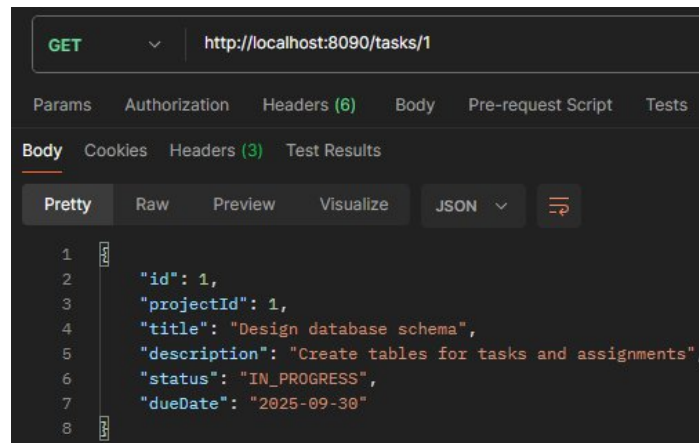 GET http://localhost:8090/tasks/1
Params Authorization Headers (6) Body Pre-request Script Tests
Body Cookies Headers (3) Test Results
Pretty Raw Preview Visualize JSON
1 {
2 "id": 1,
3 "projectId": 1,
4 "title": "Design database schema",
5 "description": "Create tables for tasks and assignments",
6 "status": "IN_PROGRESS",
7 "dueDate": "2025-09-30"
8 }